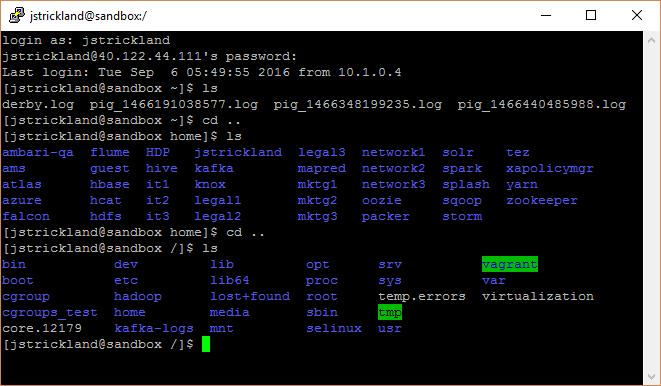 jstrickland@sandbox:/
login as: jstrickland
jstrickland@40.122.44.111's password:
Last login: Tue Sep  6 05:49:55 2016 from 10.1.0.4
[jstrickland@sandbox ~]$ ls
derby.log  pig_1466191038577.log  pig_1466348199235.log  pig_1466440485988.log
[jstrickland@sandbox ~]$ cd ..
[jstrickland@sandbox home]$ ls
ambari-qa  flume  HDP   jstrickland  legal3  network1  solr    tez
ams        guest  hive  kafka        mapred  network2  spark   xapolicymgr
atlas      hbase  it1   knox         mktg1   network3  splash  yarn
azure      hcat   it2   legal1       mktg2   oozie     sqoop   zookeeper
falcon     hdfs   it3   legal2       mktg3   packer    storm
[jstrickland@sandbox home]$ cd ..
[jstrickland@sandbox /]$ ls
bin           dev         lib         opt      srv          vagrant
boot          etc         lib64       proc     sys          var
cgroup        hadoop      lost+found  root     temp.errors  virtualization
cgroups_test  home        media       sbin     tmp
core.12179    kafka-logs  mnt         selinux  usr
[jstrickland@sandbox /]$